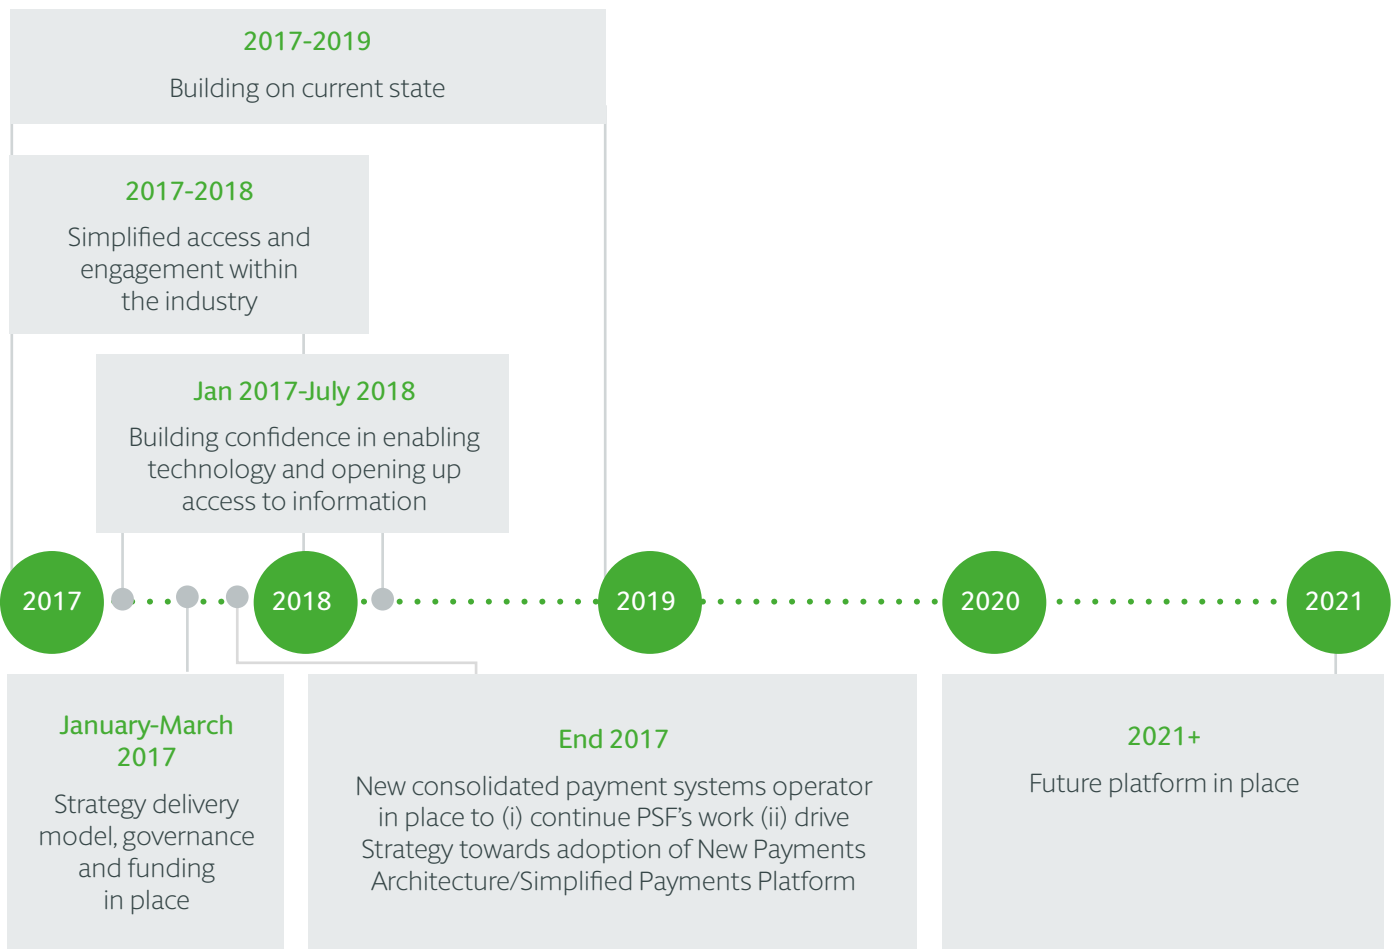 2017-2019
Building on current state
2017-2018
Simplified access and
engagement within
the industry
Jan 2017-July 2018
Building confidence in enabling
technology and opening up
access to information
2017
2018
2019
2020
2021
January-March
2017
Strategy delivery
model, governance
and funding
in place
End 2017
New consolidated payment systems operator
in place to (i) continue PSF’s work (ii) drive
Strategy towards adoption of New Payments
Architecture/Simplified Payments Platform
2021+
Future platform in place